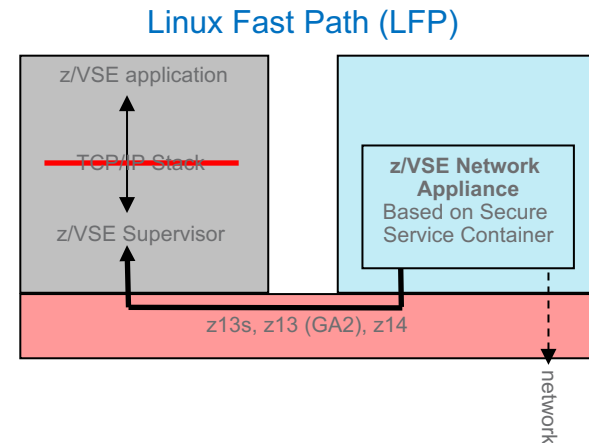 Linux Fast Path (LFP)
z/VSE application
TCP/IP Stack
z/VSE Supervisor
z/VSE Network
Appliance
Based on Secure
Service Container
z13s, z13 (GA2), z14
network